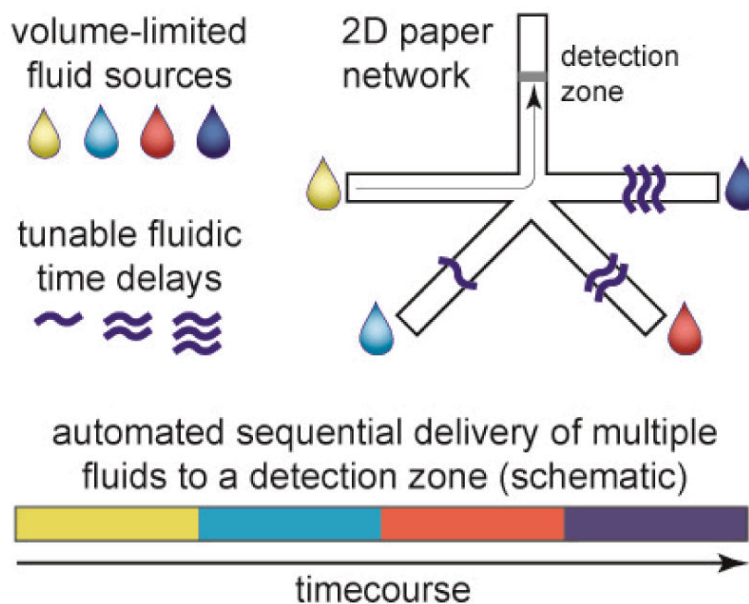 volume-limited
fluid sources
2D paper
network
detection
zone
tunable fluidic
time delays
automated sequential delivery of multiple
fluids to a detection zone (schematic)
timecourse